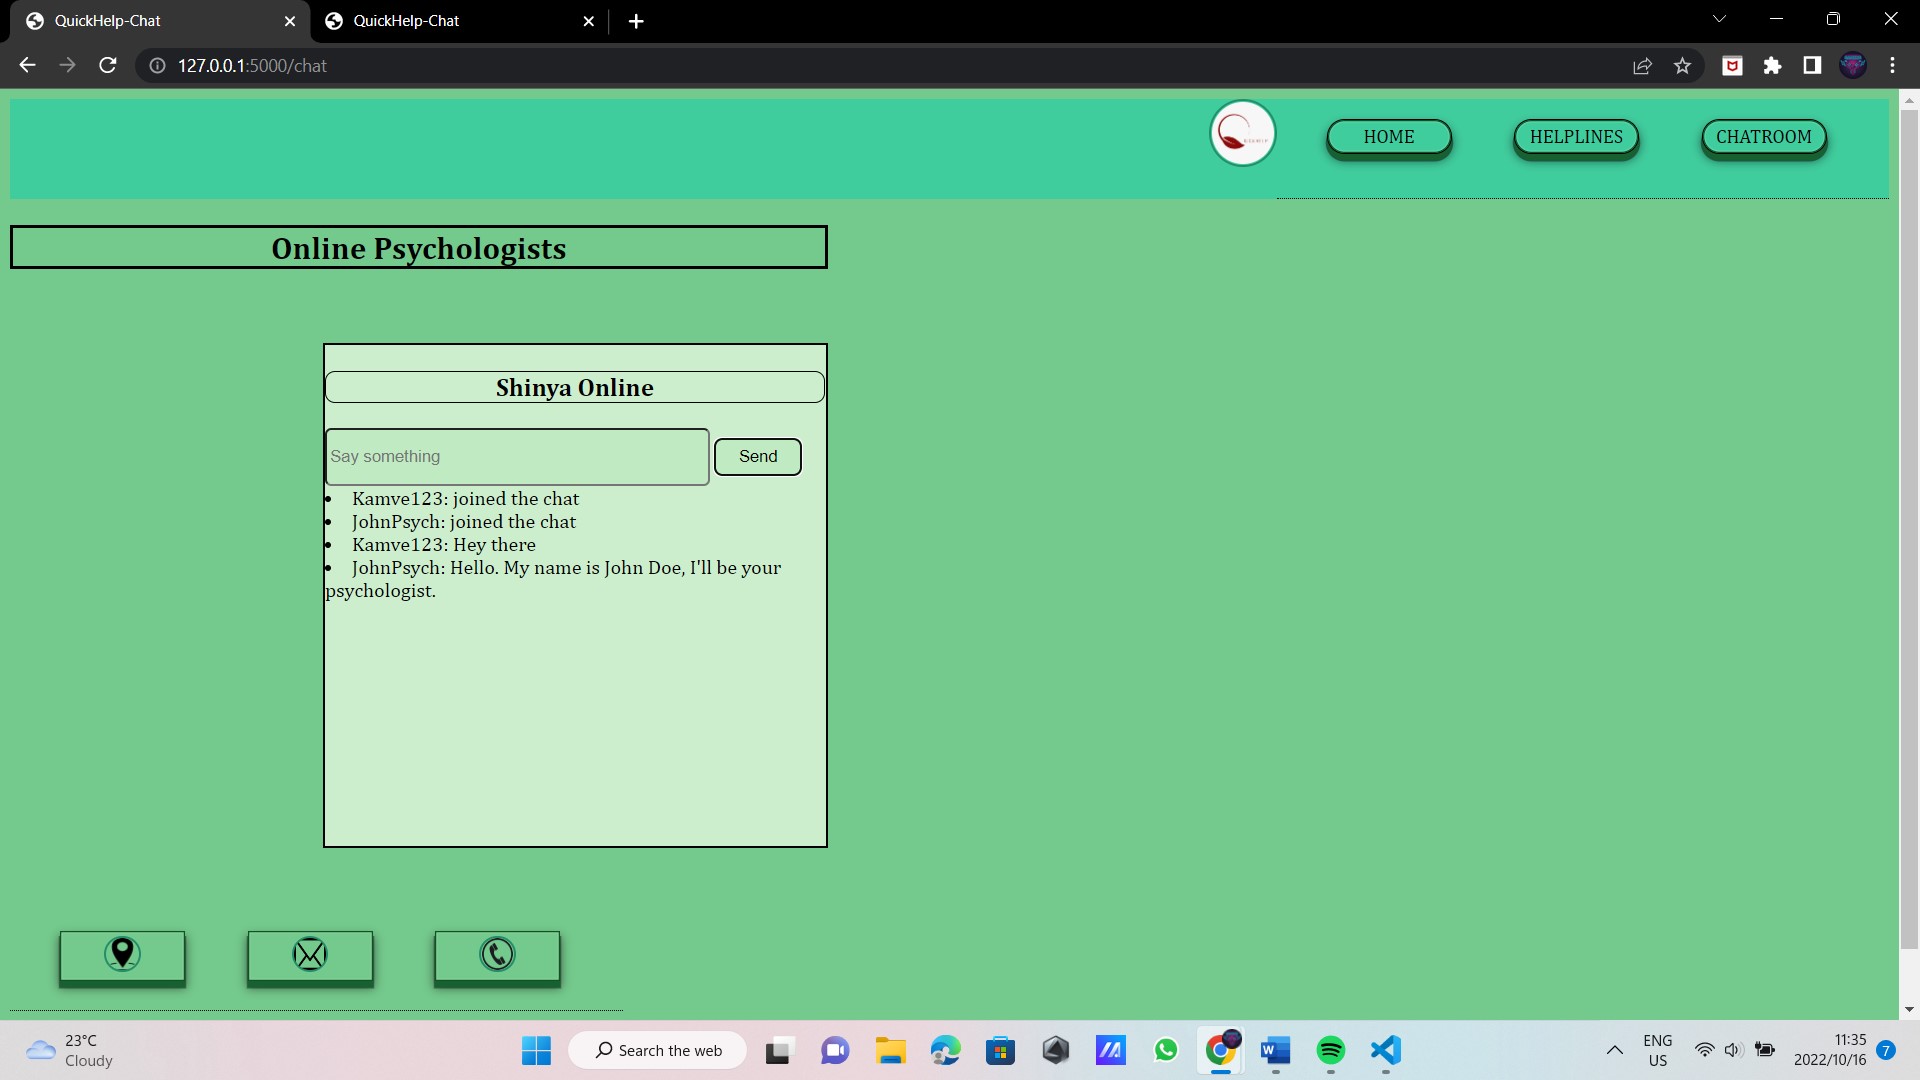 QuickHelp-Chat
QuickHelp-Chat
127.0.0.1:5000/chat
HOME
HELPLINES
CHATROOM
Online Psychologists
Shinya Online
Say something
Send
Kamve123: joined the chat
JohnPsych: joined the chat
Kamve123: Hey there
JohnPsych: Hello. My name is John Doe, I'll be your
psychologist.
23°C
Cloudy
Search the web
W
ENG
US
11:35
2022/10/16
7